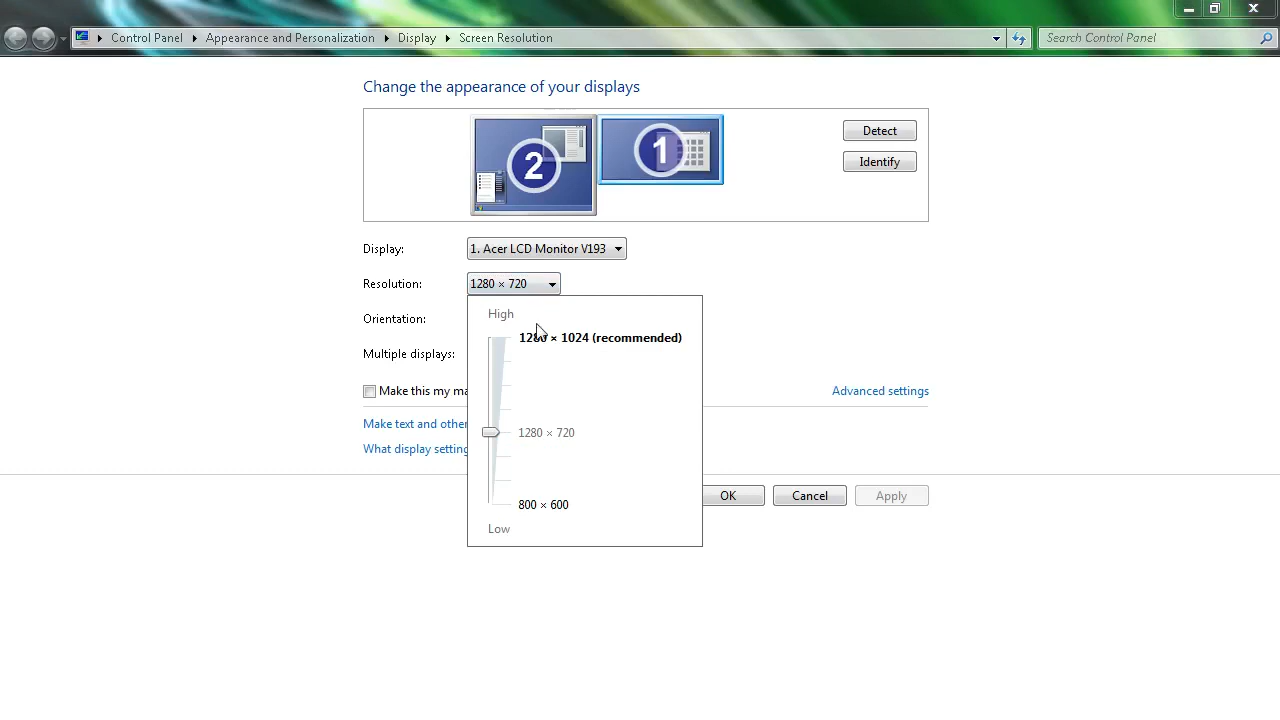 Control Panel Appearance and Personalization Display Screen Resolution Search Control Panel
Change the appearance of your displays
2 1
Detect
Identify
Display: 1. Acer LCD Monitor V193
Resolution: 1280 × 720
High
Orientation:
1280 × 1024 (recommended)
Multiple displays:
Make this my ma Advanced settings
Make text and other
1280 × 720
What display setting
OK Cancel Apply
800 × 600
Low